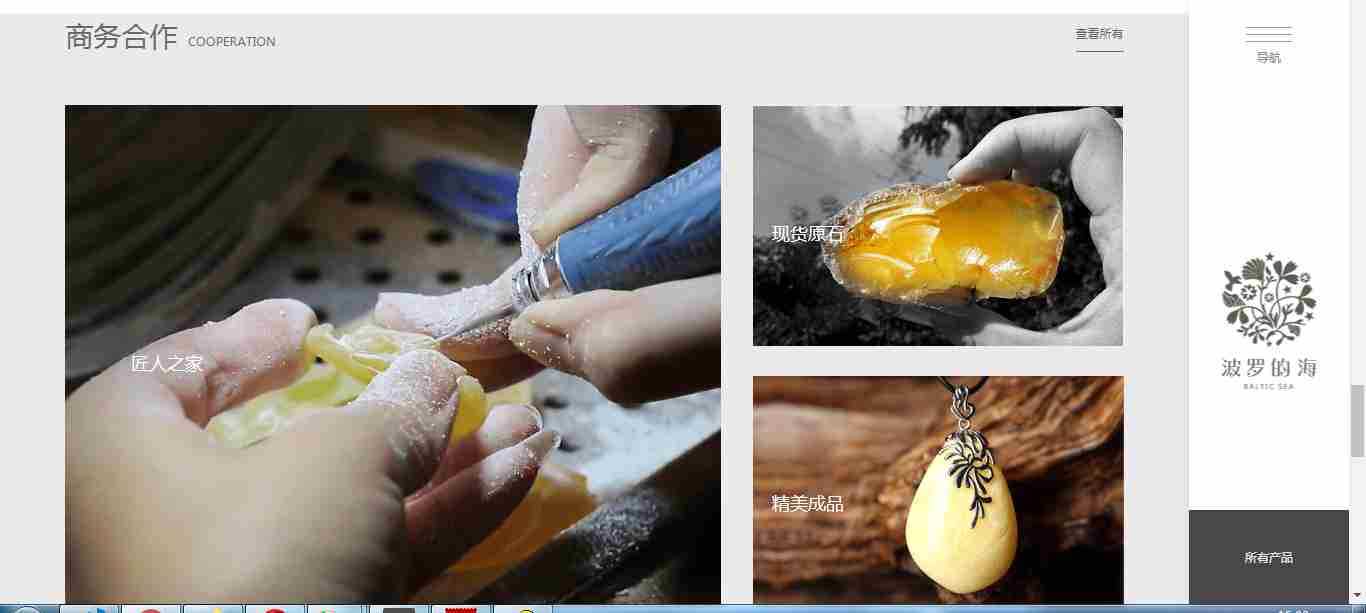 商务合作 COOPERATION
查看所有
导航
匠人之家
现货原石
精美成品
波罗的海
BALTIC SEA
所有产品